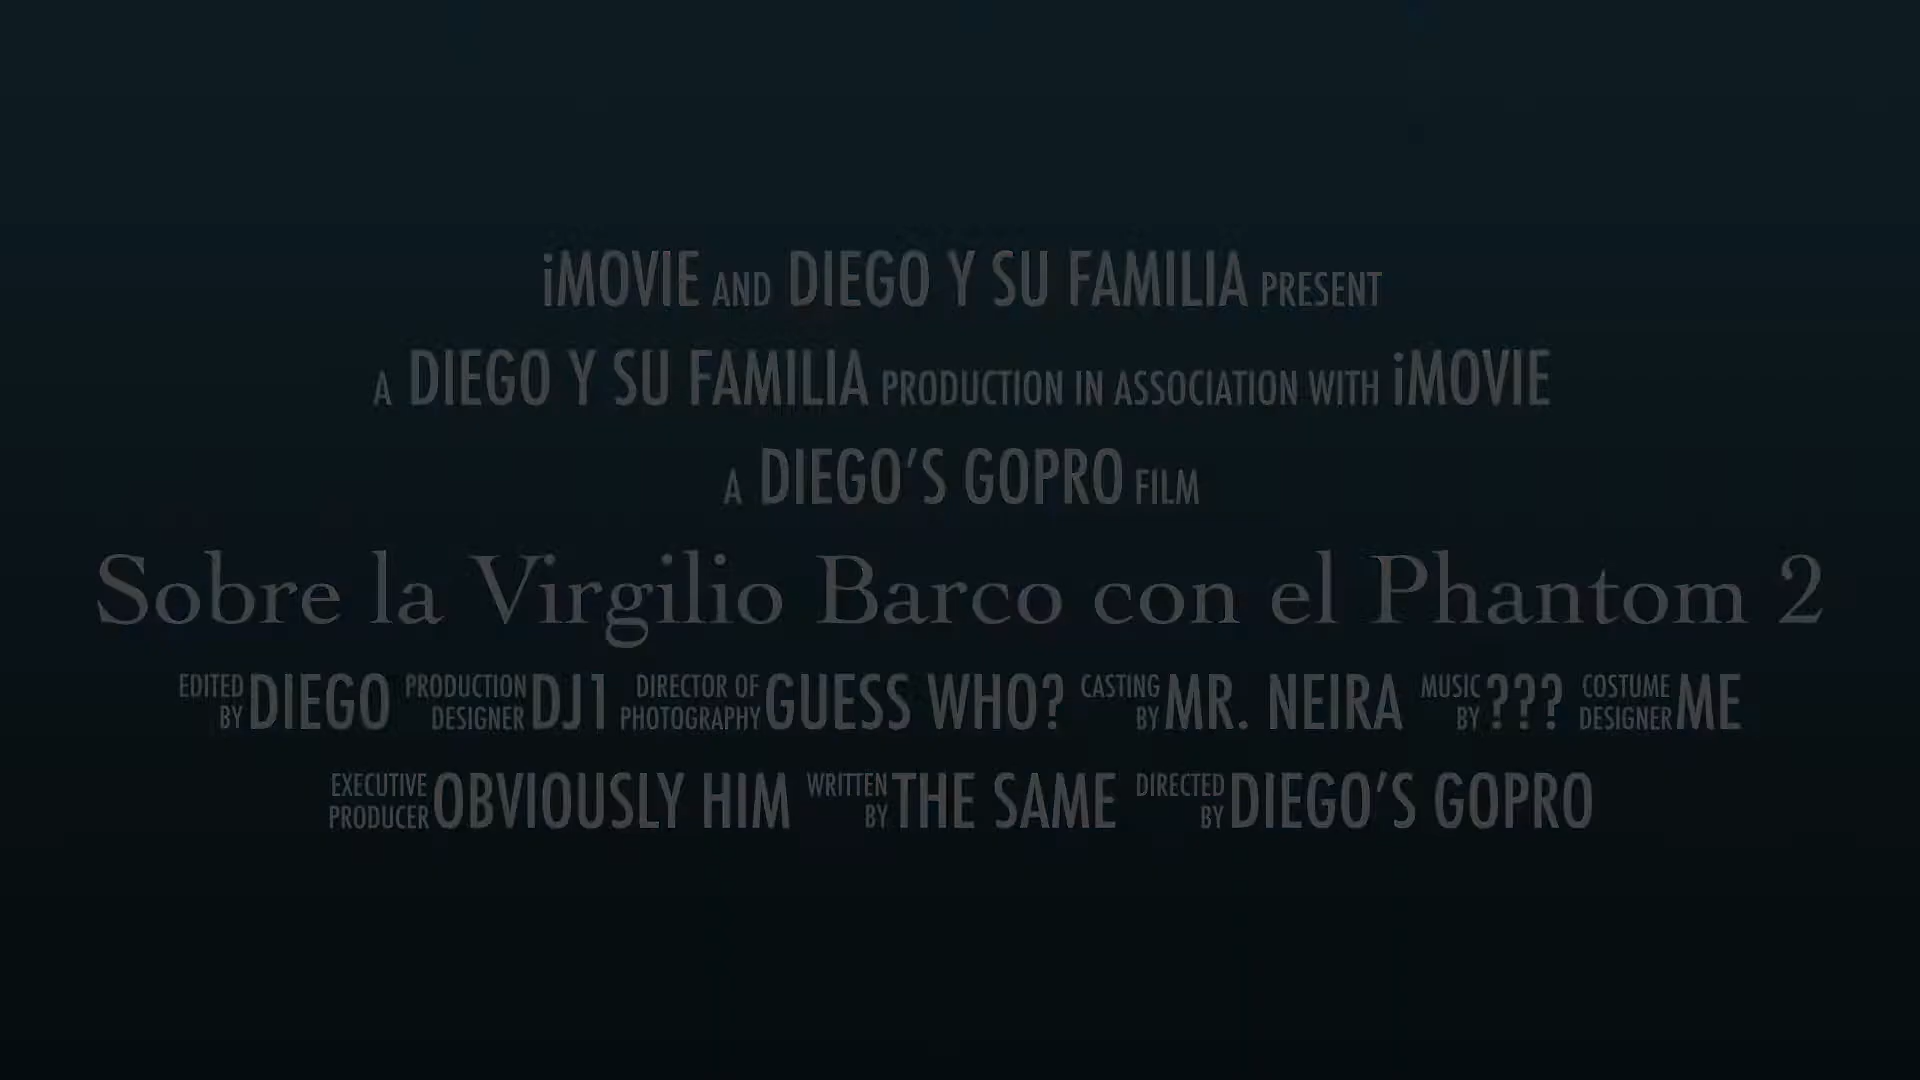 iMOVIE AND DIEGO Y SU FAMILIA PRESENT
A DIEGO Y SU FAMILIA PRODUCTION IN ASSOCIATION WITH iMOVIE
A DIEGO'S GOPRO FILM
Sobre la Virgilio Barco con el Phantom 2
EDITED BY DIEGO PRODUCTION DESIGNER DJ1 DIRECTOR OF PHOTOGRAPHY GUESS WHO? CASTING BY MR. NEIRA MUSIC BY ??? COSTUME DESIGNER ME
EXECUTIVE PRODUCER OBVIOUSLY HIM WRITTEN BY THE SAME DIRECTED BY DIEGO'S GOPRO